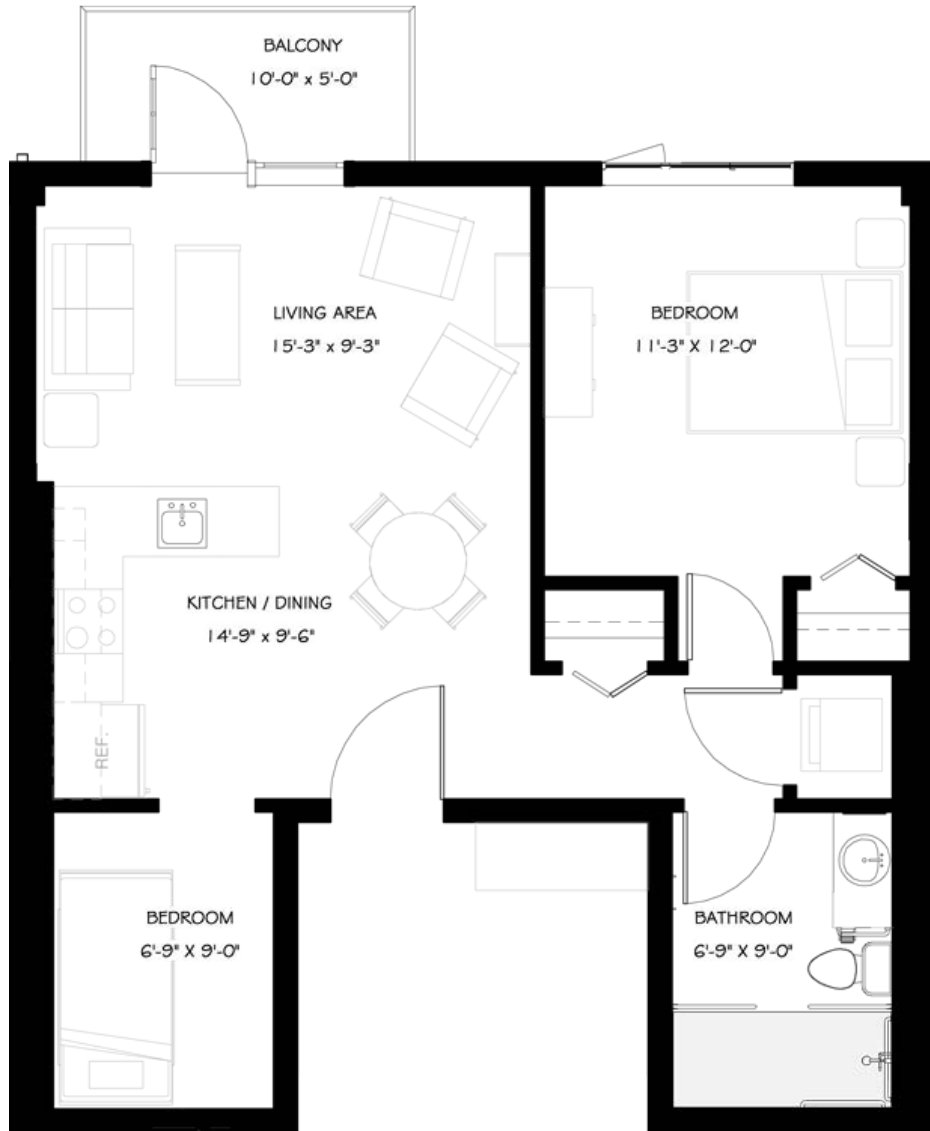 BALCONY
10'-0" x 5'-0"
LIVING AREA
15'-3" x 9'-3"
BEDROOM
11'-3" X 12'-0"
KITCHEN / DINING
14'-9" x 9'-6"
REF.
BEDROOM
6'-9" X 9'-0"
BATHROOM
6'-9" X 9'-0"